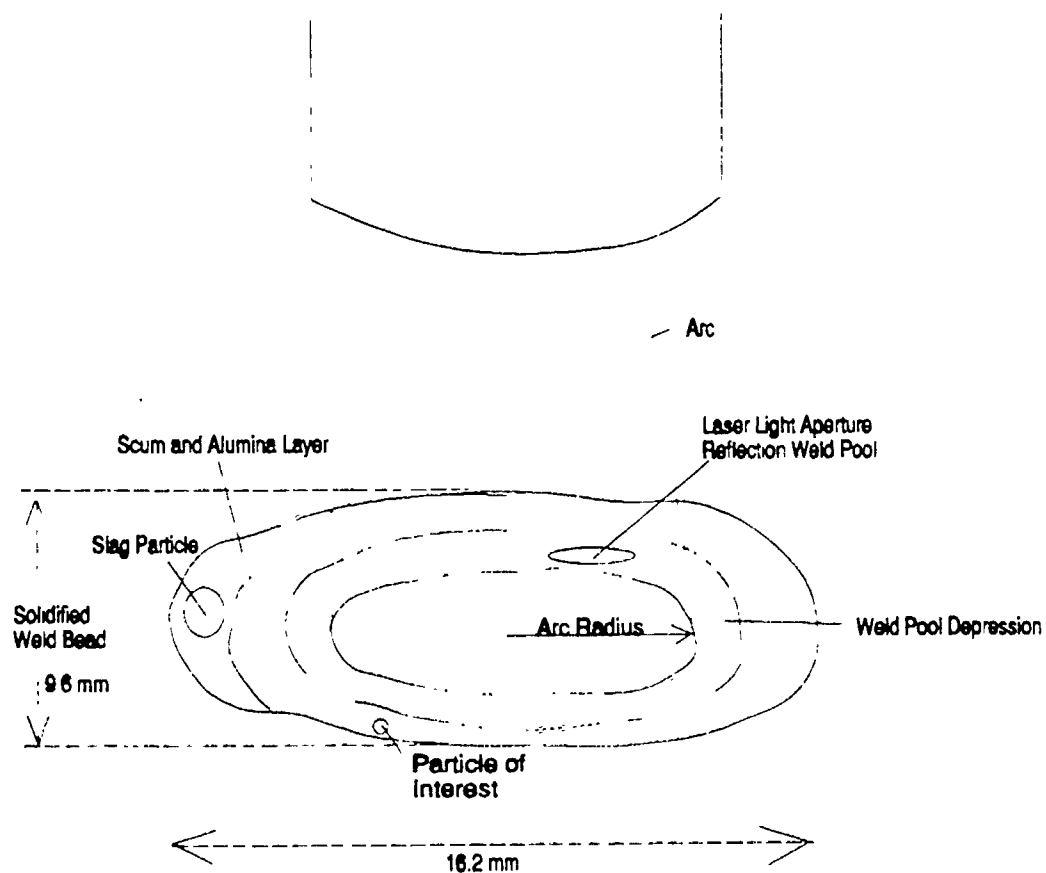 Arc
Laser Light Aperture
Reflection Weld Pool
Scum and Alumina Layer
Slag Particle
Solidified
Weld Bead
9.6 mm
Arc Radius
Weld Pool Depression
Particle of
Interest
16.2 mm